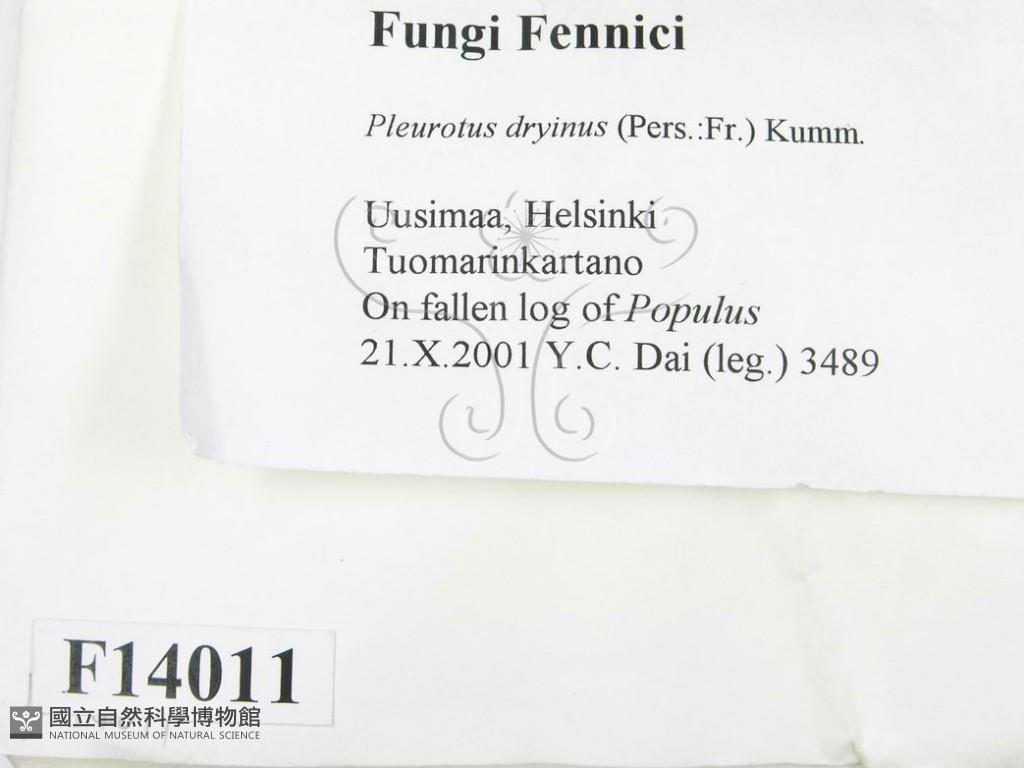 Fungi Fennici
Pleurotus dryinus (Pers.:Fr.) Kumm.
Uusimaa, Helsinki
Tuomarinkartano
On fallen log of Populus
21.X.2001 Y.C. Dai (leg.) 3489
F14011
國立自然科學博物館
NATIONAL MUSEUM OF NATURAL SCIENCE